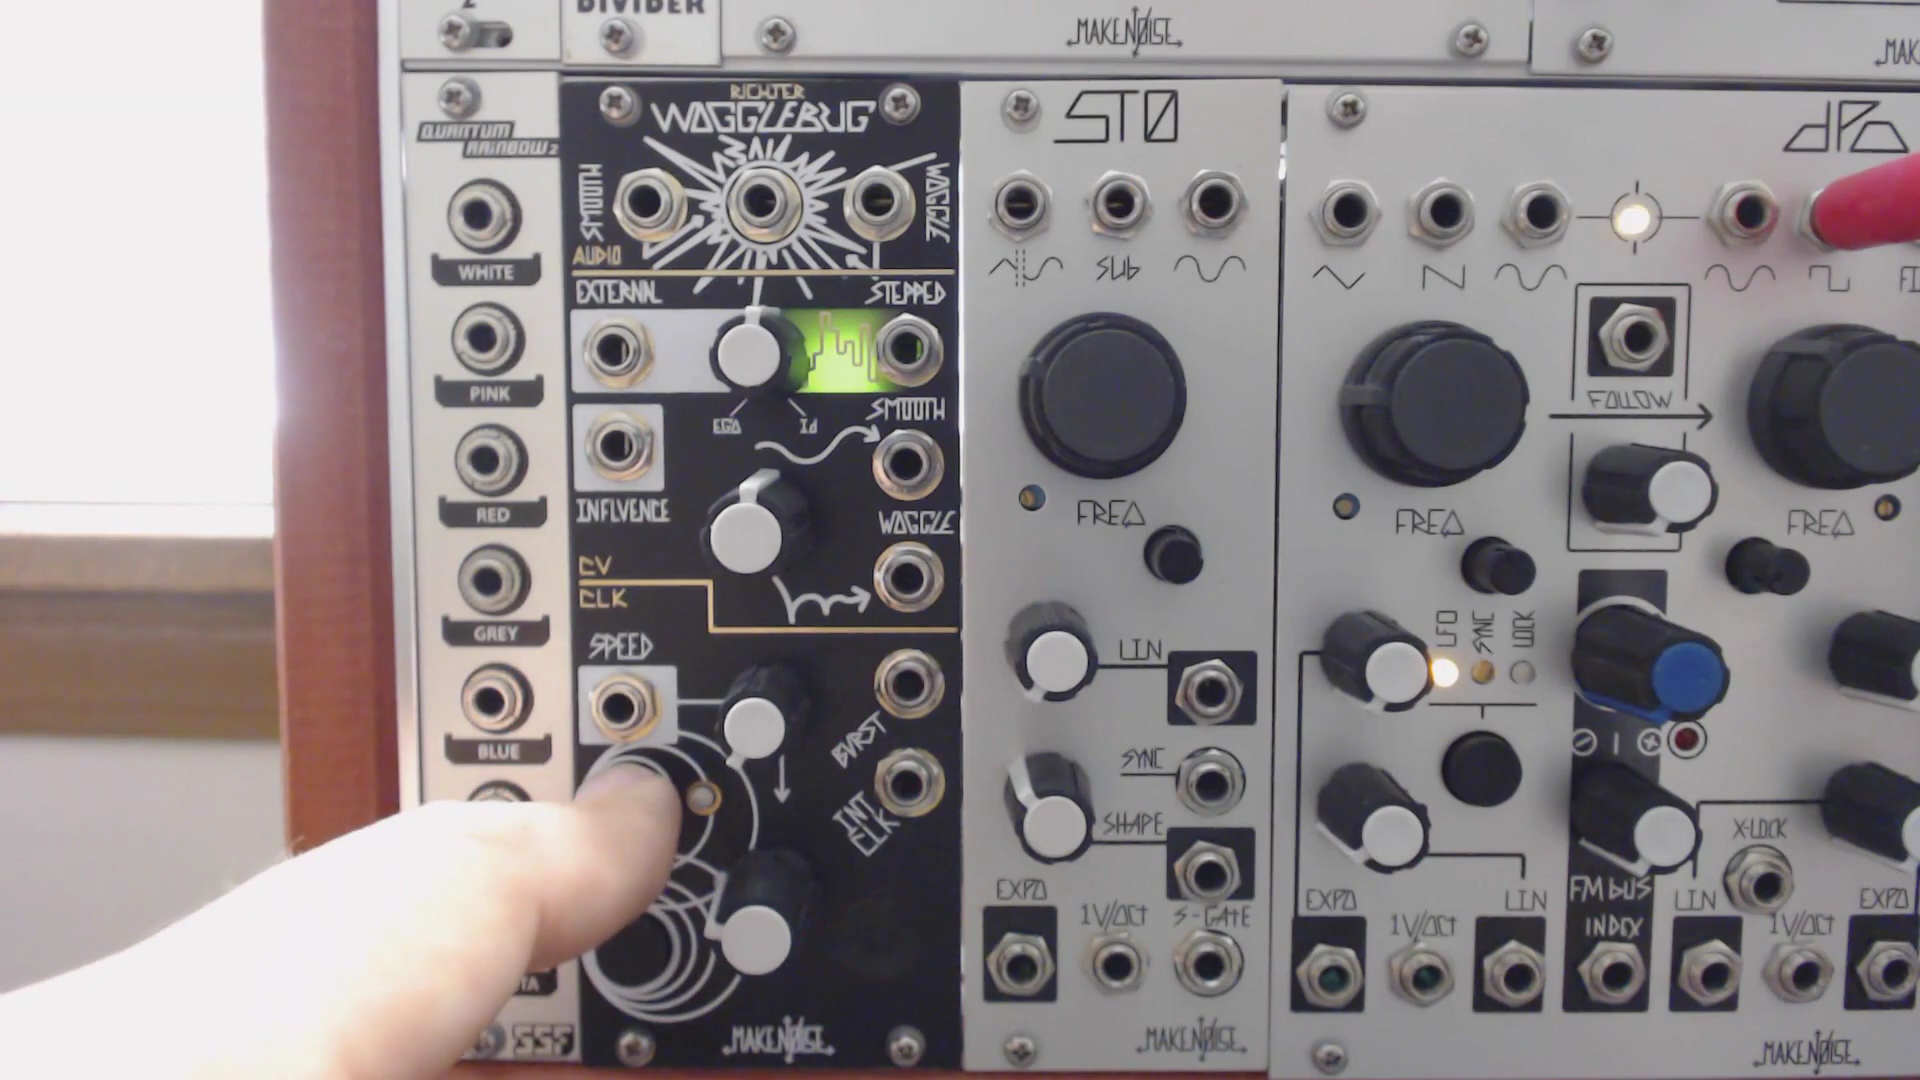 DIVIDER
MAKENOISE
MAK
QUANTUM
RAINBOW 2
WHITE
PINK
RED
GREY
BLUE
TA
SSF
RICHTER
WOGGLEBUG
SMOOTH
WOGGLE
AUDIO
EXTERNAL
STEPPED
EGO
Id
SMOOTH
INFLUENCE
WOGGLE
CV
CLK
SPEED
BURST
INT
CLK
MAKENOISE
STO
SUB
FREQ
LIN
SYNC
SHAPE
EXPO
1V/Oct
S-GATE
MAKENOISE
dPO
FI
FOLLOW
FREQ
FREQ
LFO
SYNC
LOCK
X-LOCK
EXPO
1V/Oct
LIN
FM bUS
INDEX
LIN
1V/Oct
EXPO
MAKENOISE